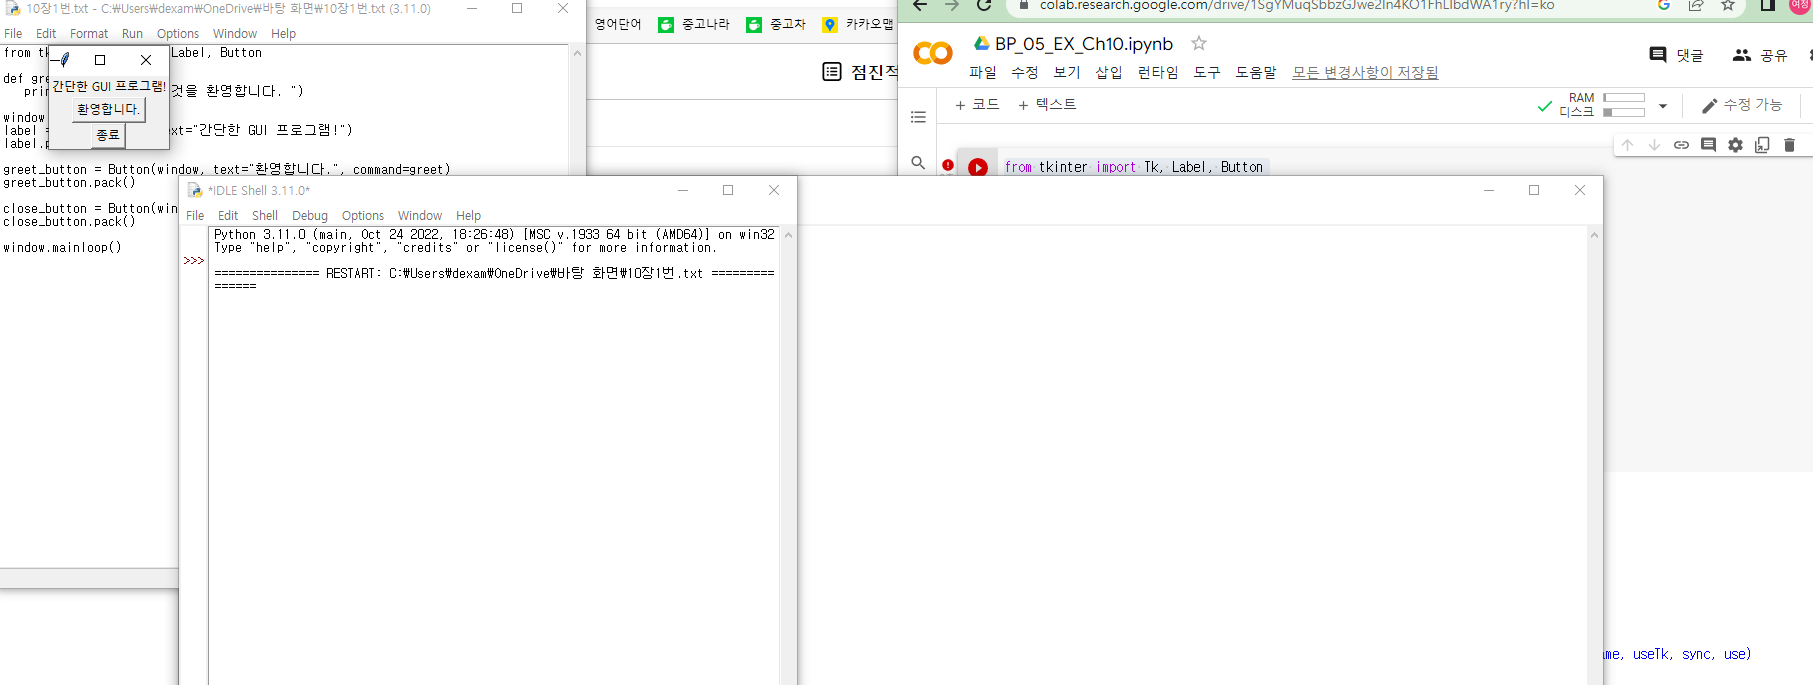 10장1번.txt - C:₩Users₩dexam₩OneDrive₩바탕 화면₩10장1번.txt (3.11.0)
File Edit Format Run Options Window Help
from tk
Label, Button
def gre
prin
것을 환영합니다. ")
window
label =
xt="간단한 GUI 프로그램!")
label.p
greet_button = Button(window, text="환영합니다.", command=greet)
greet_button.pack()
close_button = Button(win
close_button.pack()
window.mainloop()
간단한 GUI 프로그램!
환영합니다.
종료
영어단어 중고나라 중고차 카카오맵
점진적
*IDLE Shell 3.11.0*
File Edit Shell Debug Options Window Help
Python 3.11.0 (main, Oct 24 2022, 18:26:48) [MSC v.1933 64 bit (AMD64)] on win32
Type "help", "copyright", "credits" or "license()" for more information.
>>>
=============== RESTART: C:₩Users₩dexam₩OneDrive₩바탕 화면₩10장1번.txt =========
======
colab.research.google.com/drive/1SgYMuqSbbzGJwe2In4KO1FhLIbdWA1ry?hl=ko
여정
BP_05_EX_Ch10.ipynb
댓글 공유
파일 수정 보기 삽입 런타임 도구 도움말 모든 변경사항이 저장됨
+ 코드 + 텍스트
RAM
디스크
수정 가능
from tkinter import Tk, Label, Button
ame, useTk, sync, use)